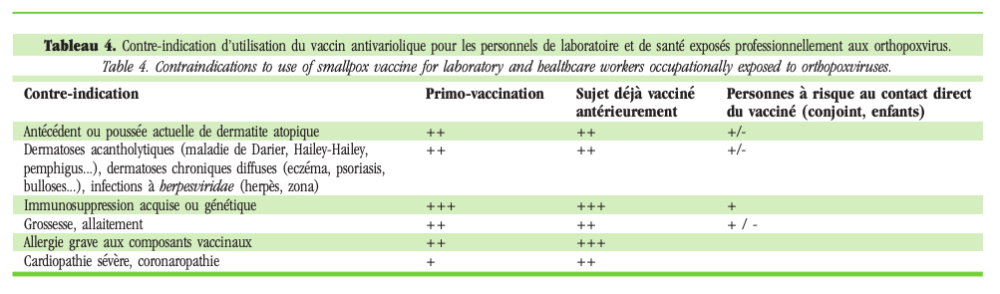 Tableau 4. Contre-indication d'utilisation du vaccin antivariolique pour les personnels de laboratoire et de santé exposés professionnellement aux orthopoxvirus.
Table 4. Contraindications to use of smallpox vaccine for laboratory and healthcare workers occupationally exposed to orthopoxviruses.
Contre-indication Primo-vaccination Sujet déjà vacciné Personnes à risque au contact direct
antérieurement du vacciné (conjoint, enfants)
Antécédent ou poussée actuelle de dermatite atopique ++ ++ +/-
Dermatoses acantholytiques (maladie de Darier, Hailey-Hailey, ++ ++ +/-
pemphigus...), dermatoses chroniques diffuses (eczéma, psoriasis,
bulloses...), infections à herpesviridae (herpès, zona)
Immunosuppression acquise ou génétique +++ +++ +
Grossesse, allaitement ++ ++ + / -
Allergie grave aux composants vaccinaux ++ +++
Cardiopathie sévère, coronaropathie + ++